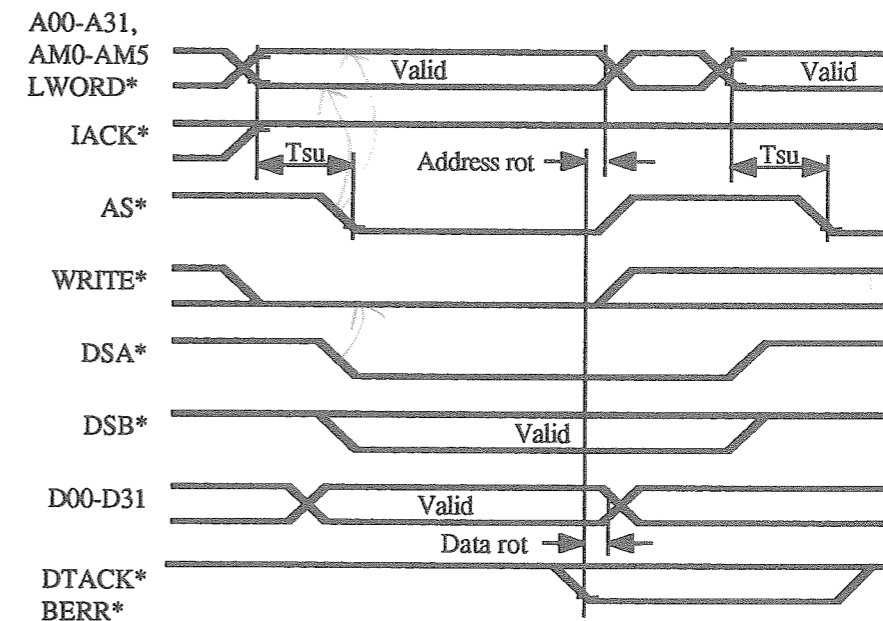 A00-A31,
AM0-AM5
LWORD*
Valid
Valid
IACK*
Tsu
Address rot
Tsu
AS*
WRITE*
DSA*
DSB*
Valid
D00-D31
Valid
Data rot
DTACK*
BERR*